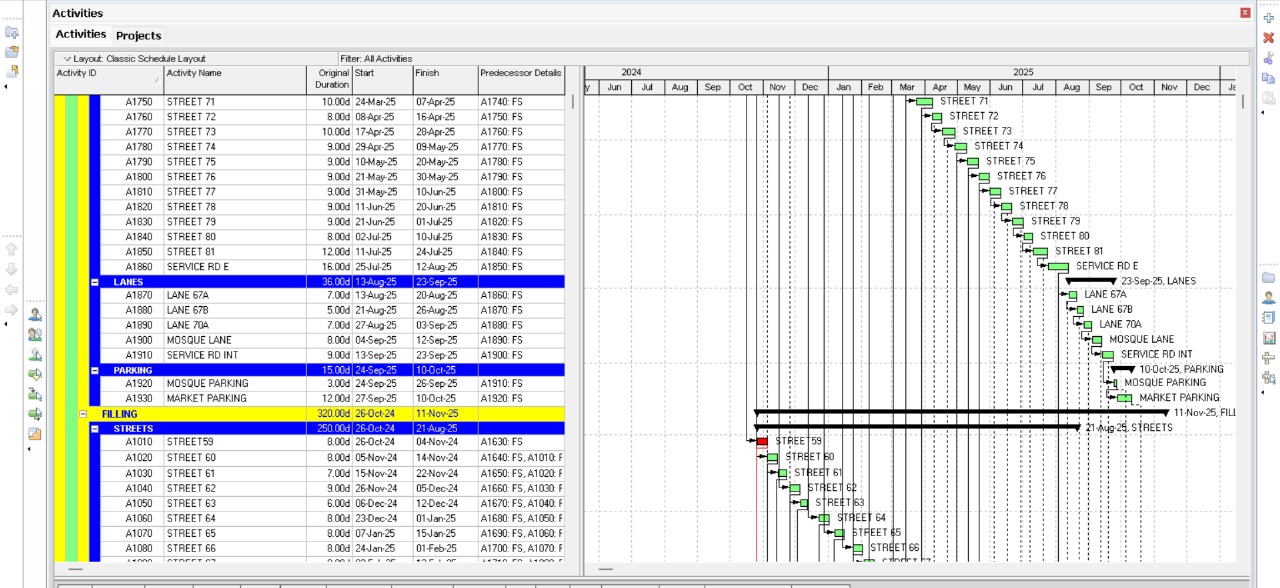 Activities
Activities Projects
Layout: Classic Schedule Layout Filter: All Activities
Activity ID Activity Name Original Duration Start Finish Predecessor Details
2024 2025
Jun Jul Aug Sep Oct Nov Dec Jan Feb Mar Apr May Jun Jul Aug Sep Oct Nov Dec
A1750 STREET 71 10.00d 24-Mar-25 07-Apr-25 A1740: FS STREET 71
A1760 STREET 72 8.00d 08-Apr-25 16-Apr-25 A1750: FS STREET 72
A1770 STREET 73 10.00d 17-Apr-25 28-Apr-25 A1760: FS STREET 73
A1780 STREET 74 9.00d 29-Apr-25 09-May-25 A1770: FS STREET 74
A1790 STREET 75 9.00d 10-May-25 20-May-25 A1780: FS STREET 75
A1800 STREET 76 9.00d 21-May-25 30-May-25 A1790: FS STREET 76
A1810 STREET 77 9.00d 31-May-25 10-Jun-25 A1800: FS STREET 77
A1820 STREET 78 9.00d 11-Jun-25 20-Jun-25 A1810: FS STREET 78
A1830 STREET 79 9.00d 21-Jun-25 01-Jul-25 A1820: FS STREET 79
A1840 STREET 80 8.00d 02-Jul-25 10-Jul-25 A1830: FS STREET 80
A1850 STREET 81 12.00d 11-Jul-25 24-Jul-25 A1840: FS STREET 81
A1860 SERVICE RD E 16.00d 25-Jul-25 12-Aug-25 A1850: FS SERVICE RD E
LANES 36.00d 13-Aug-25 23-Sep-25 23-Sep-25, LANES
A1870 LANE 67A 7.00d 13-Aug-25 20-Aug-25 A1860: FS LANE 67A
A1880 LANE 67B 5.00d 21-Aug-25 26-Aug-25 A1870: FS LANE 67B
A1890 LANE 70A 7.00d 27-Aug-25 03-Sep-25 A1880: FS LANE 70A
A1900 MOSQUE LANE 8.00d 04-Sep-25 12-Sep-25 A1890: FS MOSQUE LANE
A1910 SERVICE RD INT 9.00d 13-Sep-25 23-Sep-25 A1900: FS SERVICE RD INT
PARKING 15.00d 24-Sep-25 10-Oct-25 10-Oct-25, PARKING
A1920 MOSQUE PARKING 3.00d 24-Sep-25 26-Sep-25 A1910: FS MOSQUE PARKING
A1930 MARKET PARKING 12.00d 27-Sep-25 10-Oct-25 A1920: FS MARKET PARKING
FILLING 320.00d 26-Oct-24 11-Nov-25 11-Nov-25, FILL
STREETS 250.00d 26-Oct-24 21-Aug-25 21-Aug-25, STREETS
A1010 STREET59 8.00d 26-Oct-24 04-Nov-24 A1630: FS STREET59
A1020 STREET 60 8.00d 05-Nov-24 14-Nov-24 A1640: FS, A1010: F STREET 60
A1030 STREET 61 7.00d 15-Nov-24 22-Nov-24 A1650: FS, A1020: F STREET 61
A1040 STREET 62 9.00d 26-Nov-24 05-Dec-24 A1660: FS, A1030: F STREET 62
A1050 STREET 63 6.00d 06-Dec-24 12-Dec-24 A1670: FS, A1040: F STREET 63
A1060 STREET 64 8.00d 23-Dec-24 01-Jan-25 A1680: FS, A1050: F STREET 64
A1070 STREET 65 8.00d 07-Jan-25 15-Jan-25 A1690: FS, A1060: F STREET 65
A1080 STREET 66 8.00d 24-Jan-25 01-Feb-25 A1700: FS, A1070: F STREET 66